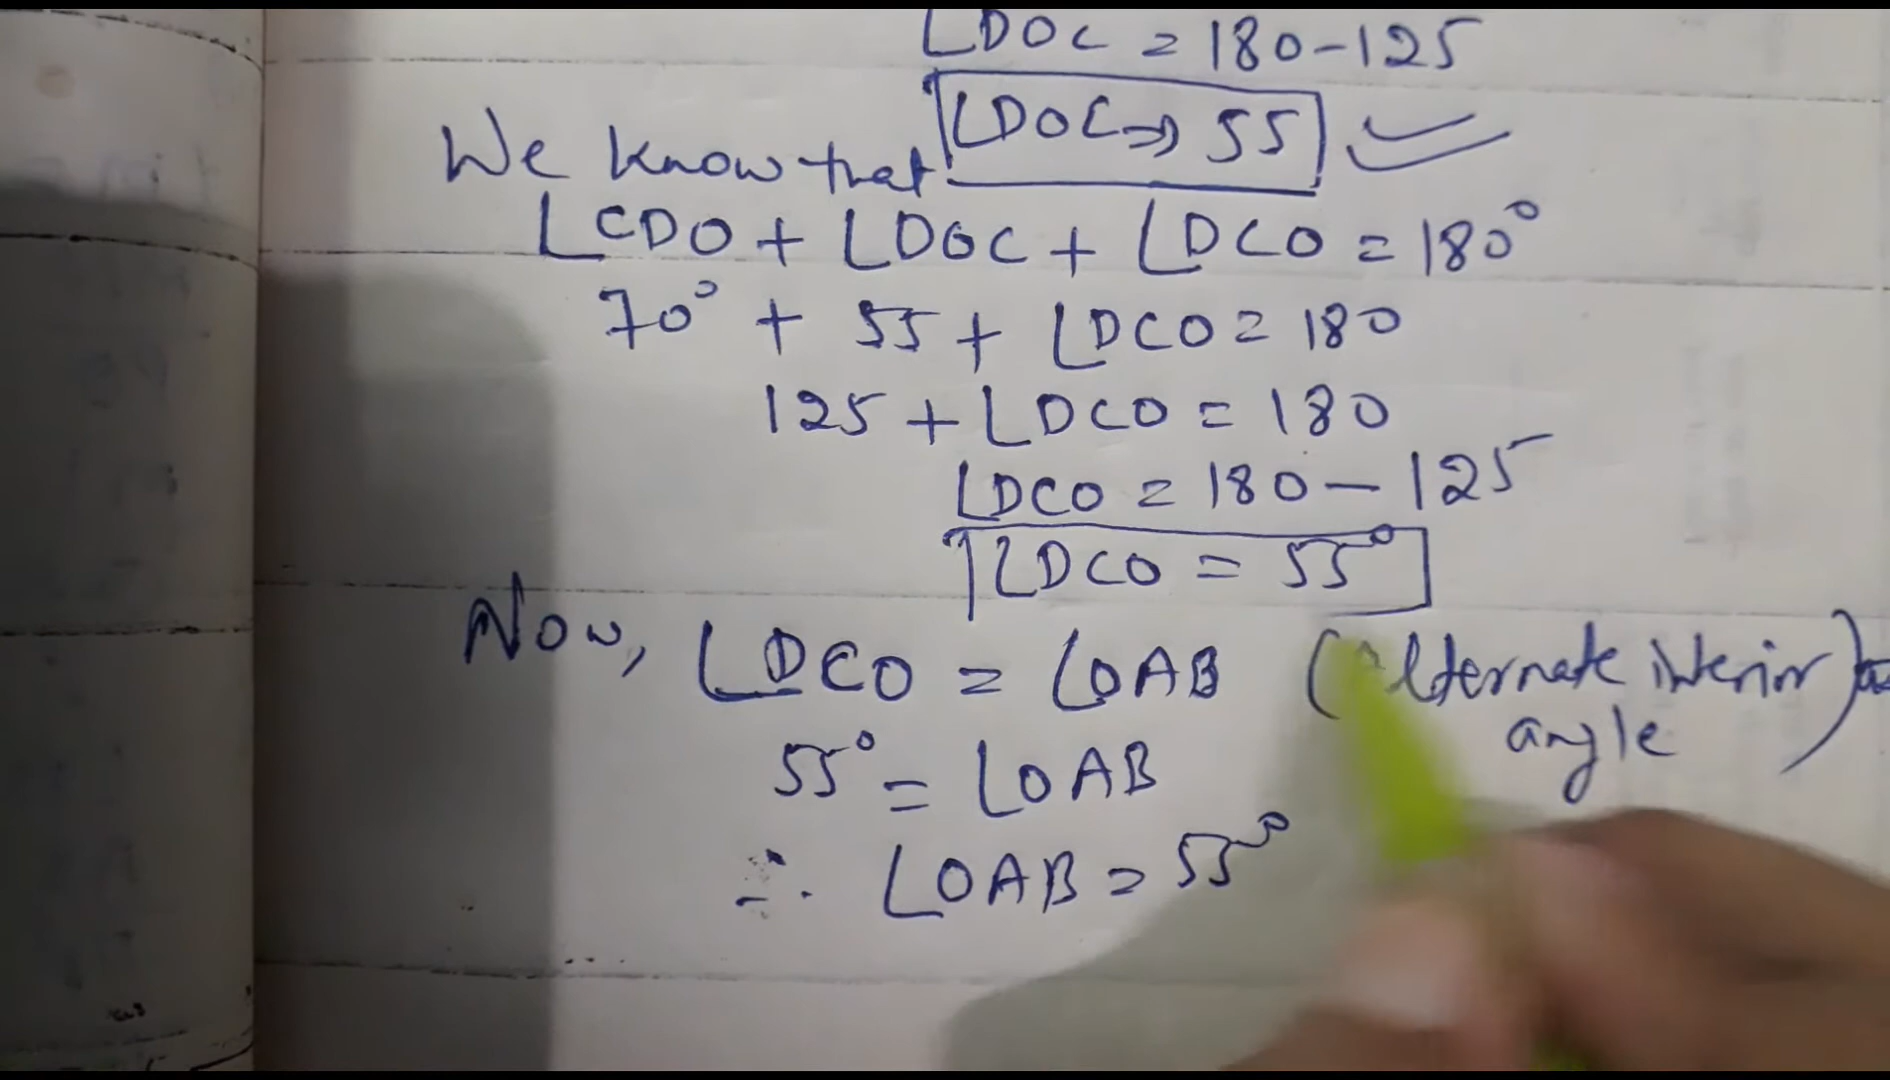 ∠DOC = 180-125
∠DOC ⇒ 55
We know that
∠CDO + ∠DOC + ∠DCO = 180°
70° + 55 + ∠DCO = 180
125 + ∠DCO = 180
∠DCO = 180 - 125
∠DCO = 55°
Now, ∠DCO = ∠OAB (alternate interior
angle)
55° = ∠OAB
∴ ∠OAB = 55°